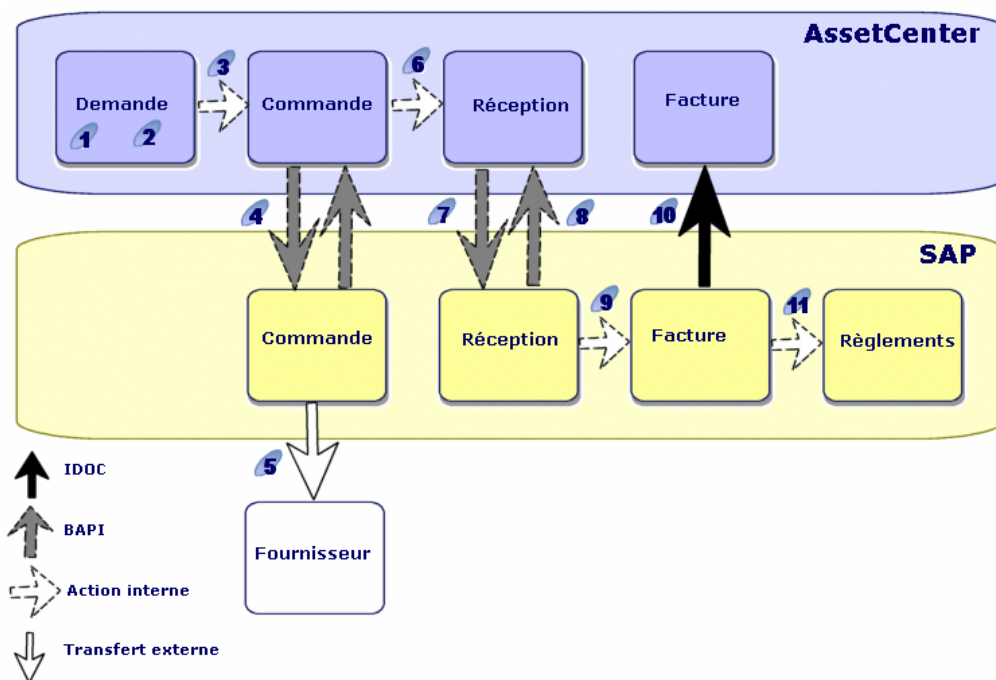 AssetCenter
3
6
Demande
Commande
Réception
Facture
1
2
4
7
8
10
SAP
9
11
Commande
Réception
Facture
Règlements
5
IDOC
BAPI
Fournisseur
Action interne
Transfert externe